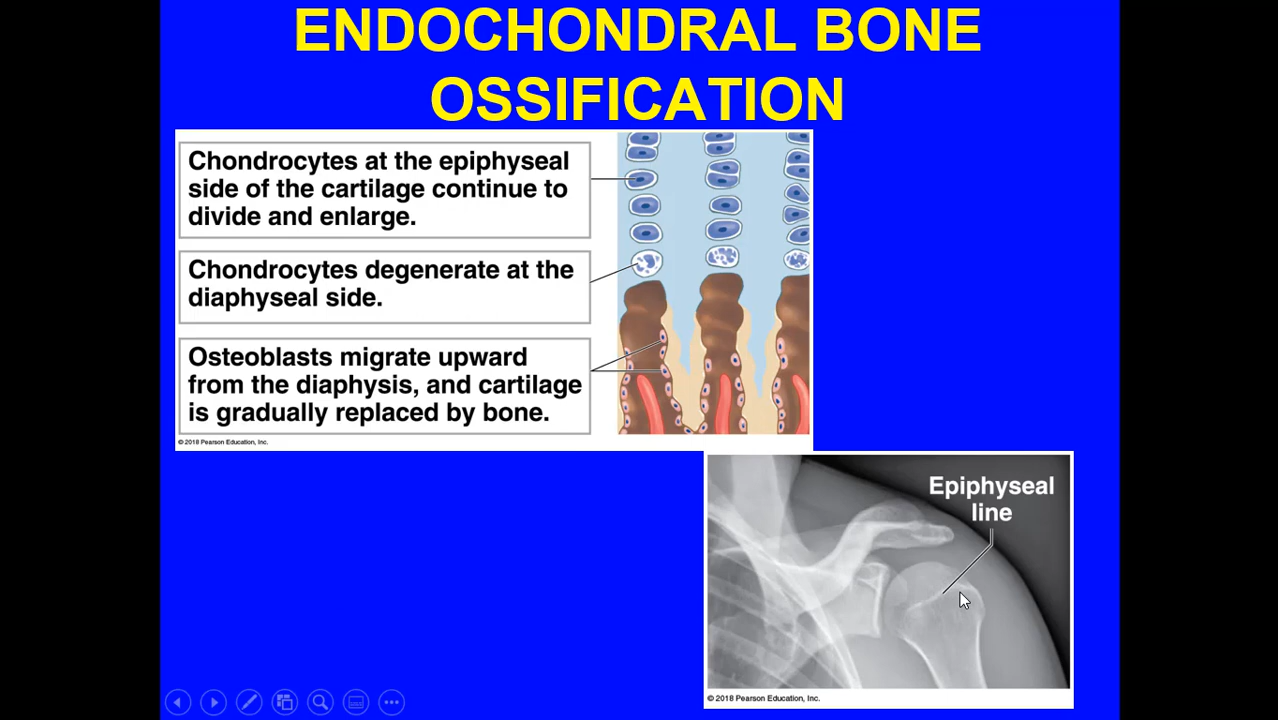 ENDOCHONDRAL BONE
OSSIFICATION
Chondrocytes at the epiphyseal
side of the cartilage continue to
divide and enlarge.
Chondrocytes degenerate at the
diaphyseal side.
Osteoblasts migrate upward
from the diaphysis, and cartilage
is gradually replaced by bone.
© 2018 Pearson Education, Inc.
Epiphyseal
line
© 2018 Pearson Education, Inc.